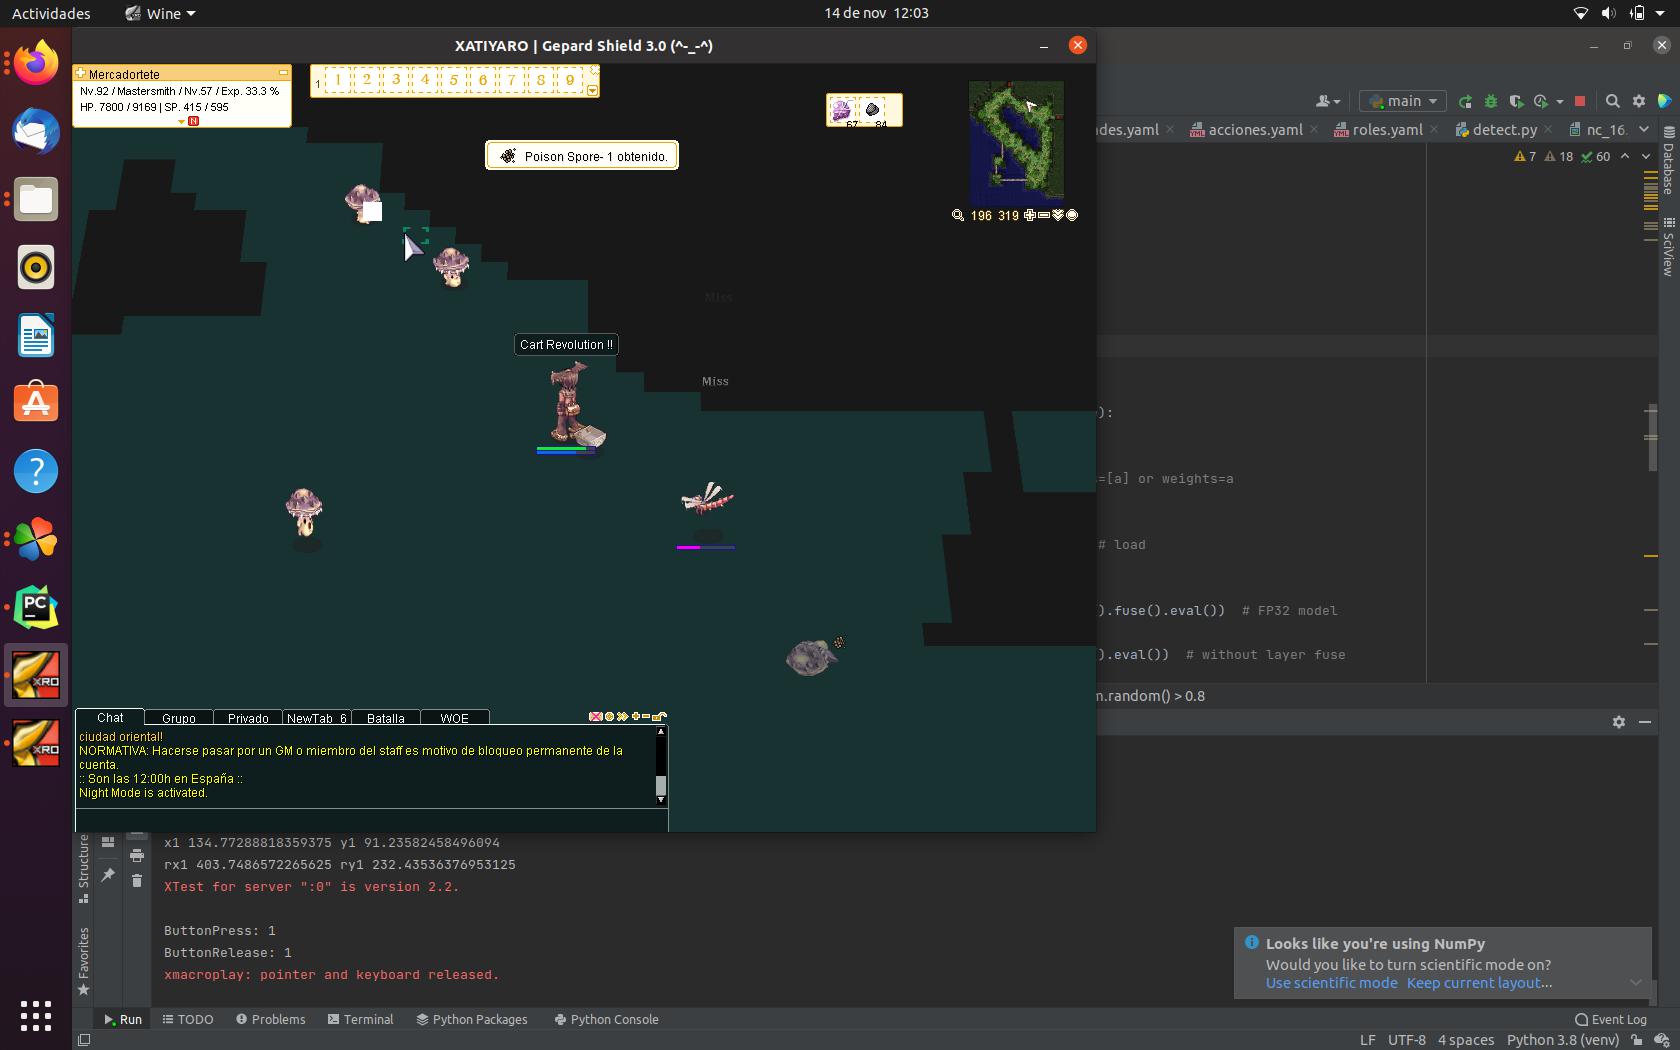 Actividades
Wine
14 de nov 12:03
XATIYARO | Gepard Shield 3.0 (^-_-^)
Mercadortete
Nv.92 / Mastersmith / Nv.57 / Exp. 33.3 %
HP. 7800 / 9169 | SP. 415 / 595
N
1 1 2 3 4 5 6 7 8 9
67 84
Poison Spore- 1 obtenido.
196 319
Miss
Cart Revolution !!
Miss
Chat Grupo Privado NewTab_6 Batalla WOE
ciudad oriental!
NORMATIVA: Hacerse pasar por un GM o miembro del staff es motivo de bloqueo permanente de la
cuenta.
:: Son las 12:00h en España ::
Night Mode is activated.
main
des.yaml acciones.yaml roles.yaml detect.py nc_16.
7 18 60
Database
SciView
):
=[a] or weights=a
# load
).fuse().eval()) # FP32 model
).eval()) # without layer fuse
m.random() > 0.8
PC
XRO
XRO
Structure
Favorites
x1 134.77288818359375 y1 91.23582458496094
rx1 403.7486572265625 ry1 232.43536376953125
XTest for server ":0" is version 2.2.
ButtonPress: 1
ButtonRelease: 1
xmacroplay: pointer and keyboard released.
Looks like you're using NumPy
Would you like to turn scientific mode on?
Use scientific mode Keep current layout...
Run TODO Problems Terminal Python Packages Python Console
Event Log
LF UTF-8 4 spaces Python 3.8 (venv)